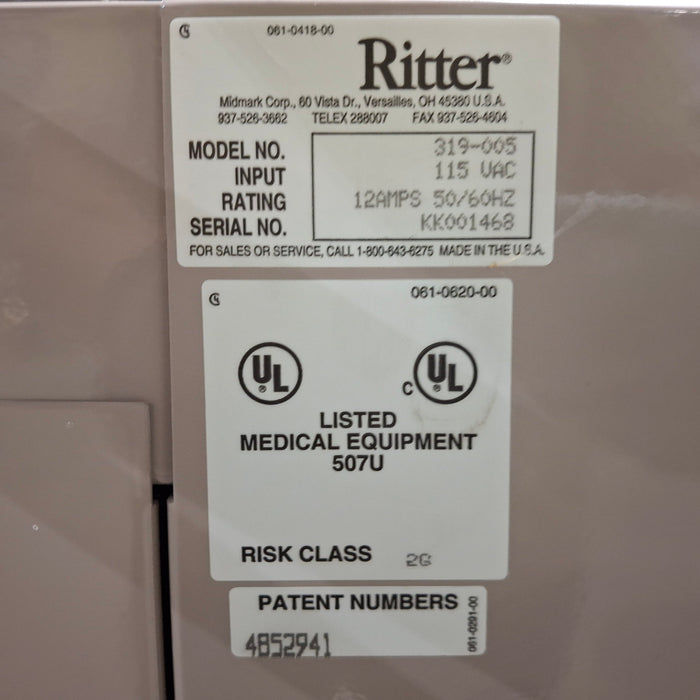 061-0418-00
Ritter®
Midmark Corp., 60 Vista Dr., Versailles, OH 45380 U.S.A.
937-526-3662 TELEX 288007 FAX 937-526-4604
MODEL NO. 319-005
INPUT 115 VAC
RATING 12AMPS 50/60HZ
SERIAL NO. KK001468
FOR SALES OR SERVICE, CALL 1-800-643-6275 MADE IN THE U.S.A.
061-0620-00
UL
C UL
LISTED
MEDICAL EQUIPMENT
507U
RISK CLASS 2G
PATENT NUMBERS
4852941
061-0291-00